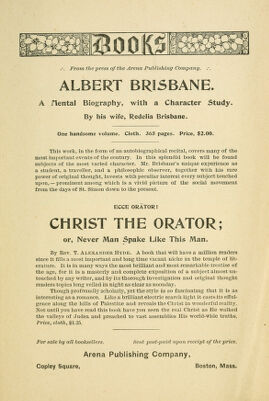 Books
∴ From the press of the Arena Publishing Company. ∴
ALBERT BRISBANE.
A Mental Biography, with a Character Study.
By his wife, Redelia Brisbane.
One handsome volume. Cloth. 365 pages. Price, $2.00.
This work, in the form of an autobiographical recital, covers many of the
most important events of the century. In this splendid book will be found
subjects of the most varied character. Mr. Brisbane's unique experience as
a student, a traveller, and a philosophic observer, together with his rare
power of original thought, invests with peculiar interest every subject touched
upon, — prominent among which is a vivid picture of the social movement
from the days of St. Simon down to the present.
ECCE ORATOR!
CHRIST THE ORATOR;
or, Never Man Spake Like This Man.
By REV. T. ALEXANDER HYDE. A book that will have a million readers
since it fills a most important and long time vacant niche in the temple of lit-
erature. It is in many ways the most brilliant and most remarkable treatise of
the age, for it is a masterly and complete exposition of a subject almost un-
touched by any writer, and by its thorough investigation and original thought
renders topics long veiled in night as clear as noonday.
Though profoundly scholarly, yet the style is so fascinating that it is as
interesting as a romance. Like a brilliant electric search light it casts its efful-
gence along the hills of Palestine and reveals the Christ in wonderful reality.
Not until you have read this book have you seen the real Christ as He walked
the valleys of Judea and preached to vast assemblies His world-wide truths,
Price, cloth, $1.25.
For sale by all booksellers. Sent post-paid upon receipt of the price.
Arena Publishing Company,
Copley Square, Boston, Mass.